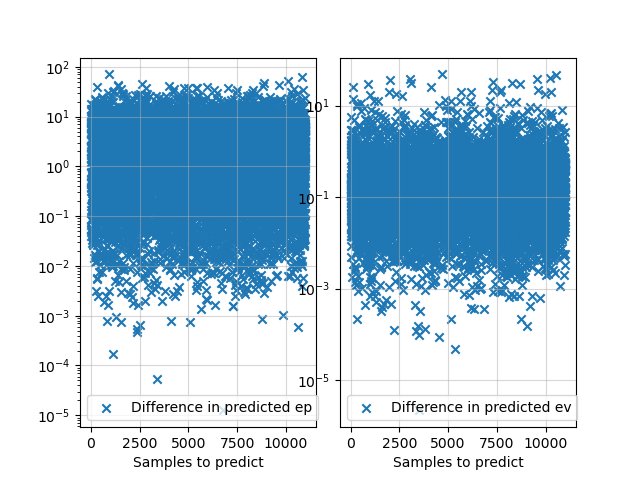 10²
10¹
10⁰
10⁻¹
10⁻²
10⁻³
10⁻⁴
10⁻⁵
Difference in predicted ep
0 2500 5000 7500 10000
Samples to predict
10¹
10⁻¹
10⁻³
10⁻⁵
Difference in predicted ev
0 2500 5000 7500 10000
Samples to predict